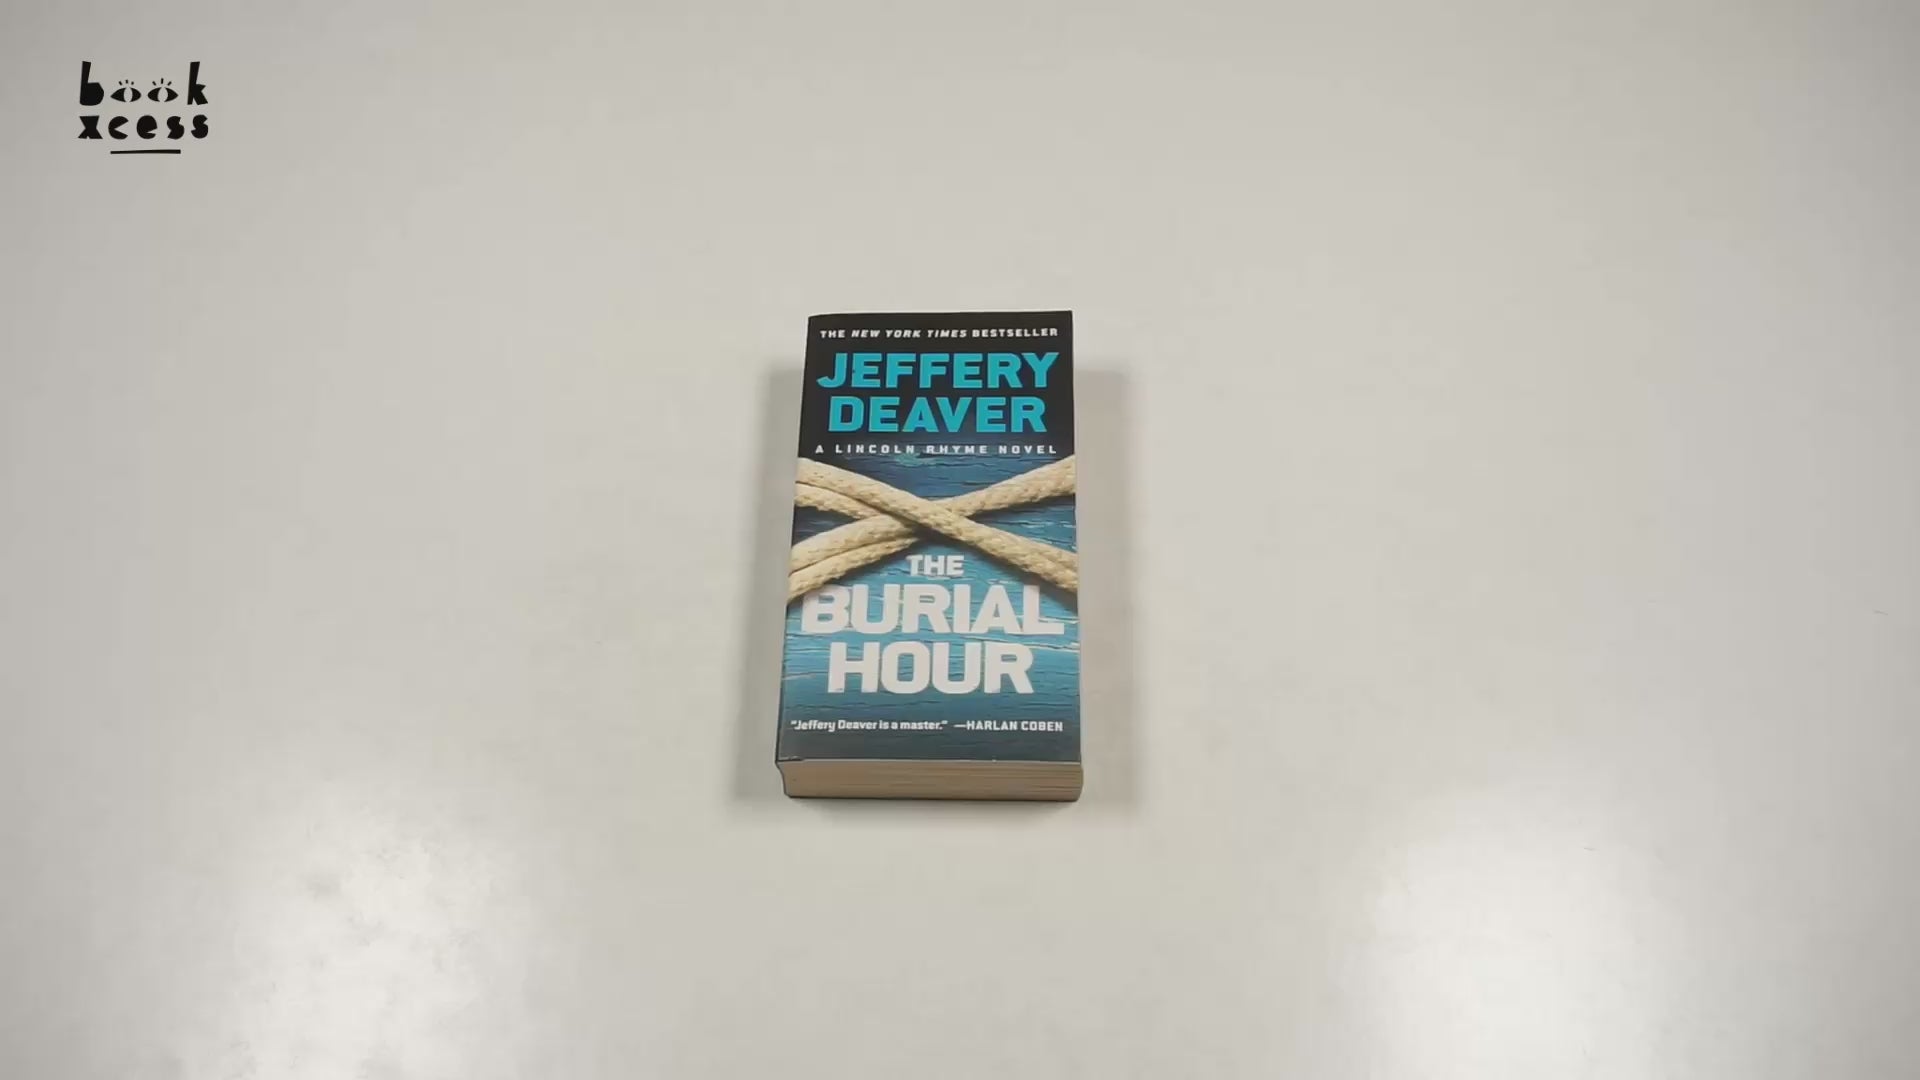 book
xcess
THE NEW YORK TIMES BESTSELLER
JEFFERY
DEAVER
A LINCOLN RHYME NOVEL
THE
BURIAL
HOUR
"Jeffery Deaver is a master." —HARLAN COBEN